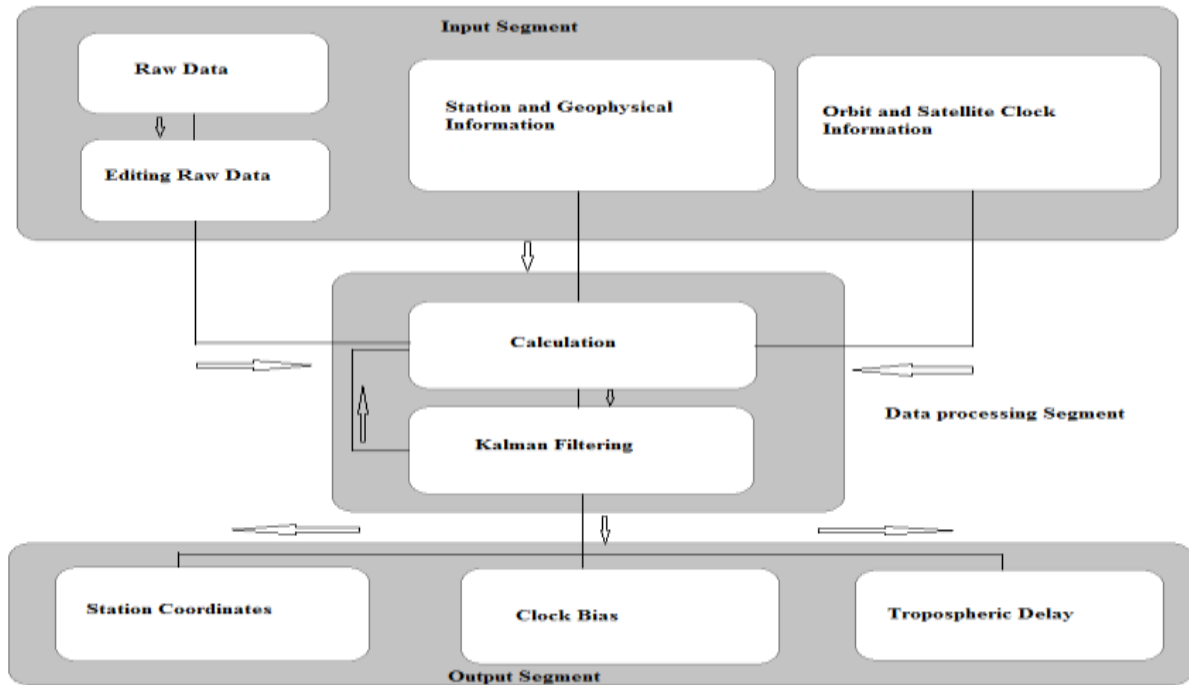 Input Segment
Raw Data
Station and Geophysical
Information
Orbit and Satellite Clock
Information
Editing Raw Data
Calculation
Data processing Segment
Kalman Filtering
Station Coordinates
Clock Bias
Tropospheric Delay
Output Segment